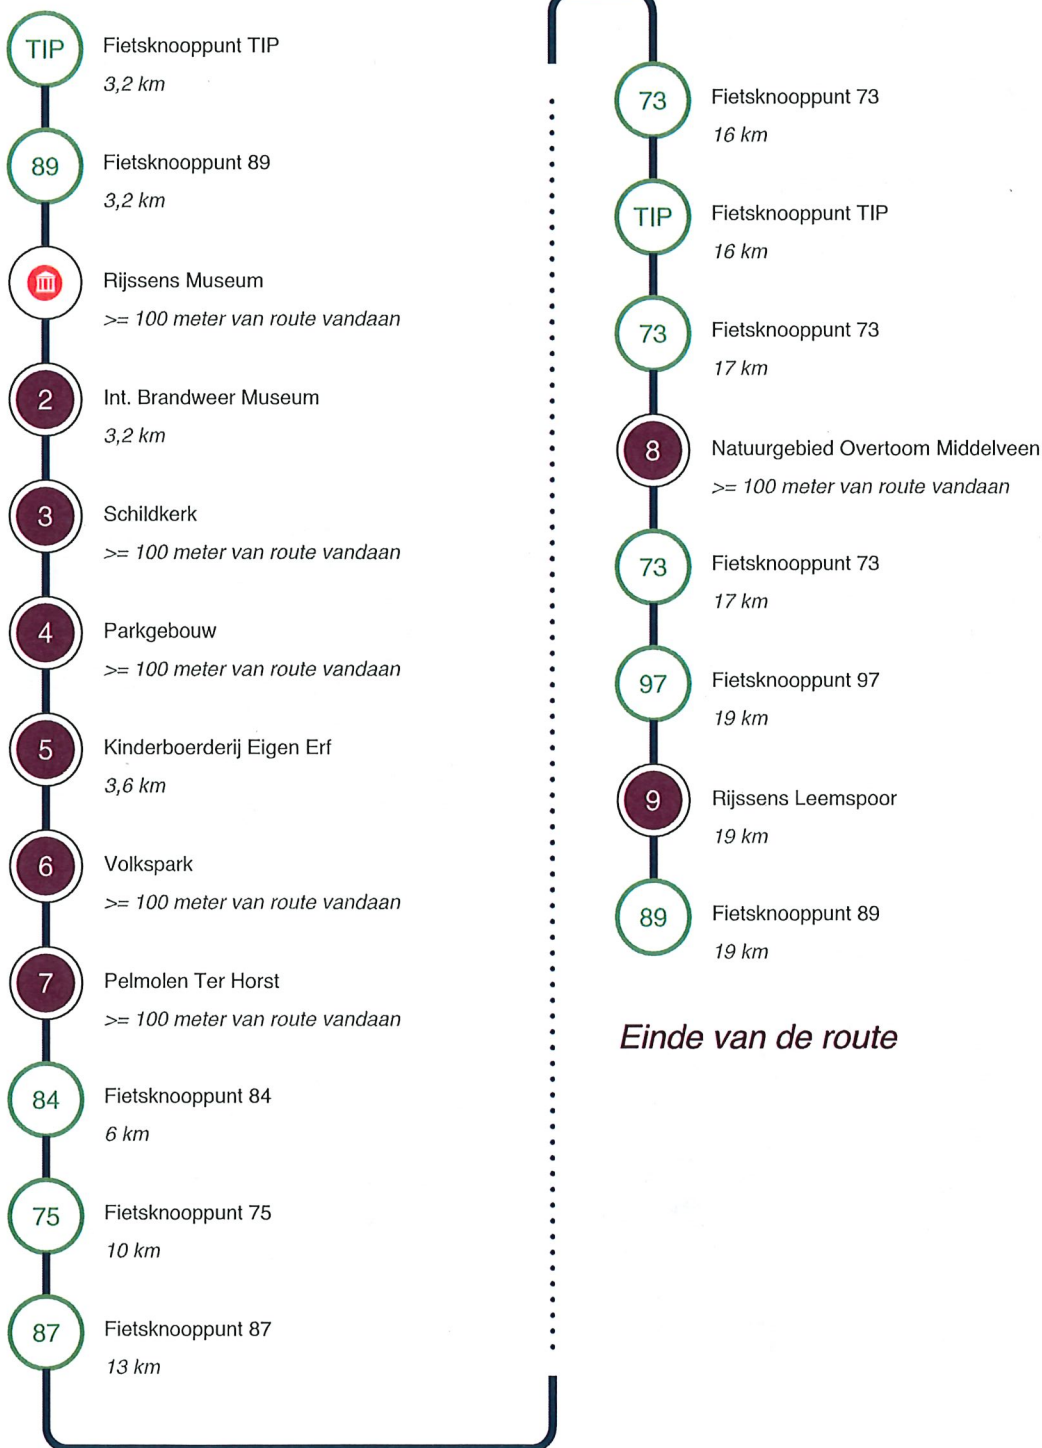 TIP
Fietsknooppunt TIP
3,2 km
89
Fietsknooppunt 89
3,2 km
Rijssens Museum
>= 100 meter van route vandaan
2
Int. Brandweer Museum
3,2 km
3
Schildkerk
>= 100 meter van route vandaan
4
Parkgebouw
>= 100 meter van route vandaan
5
Kinderboerderij Eigen Erf
3,6 km
6
Volkspark
>= 100 meter van route vandaan
7
Pelmolen Ter Horst
>= 100 meter van route vandaan
84
Fietsknooppunt 84
6 km
75
Fietsknooppunt 75
10 km
87
Fietsknooppunt 87
13 km
73
Fietsknooppunt 73
16 km
TIP
Fietsknooppunt TIP
16 km
73
Fietsknooppunt 73
17 km
8
Natuurgebied Overtoom Middelveen
>= 100 meter van route vandaan
73
Fietsknooppunt 73
17 km
97
Fietsknooppunt 97
19 km
9
Rijssens Leemspoor
19 km
89
Fietsknooppunt 89
19 km
Einde van de route